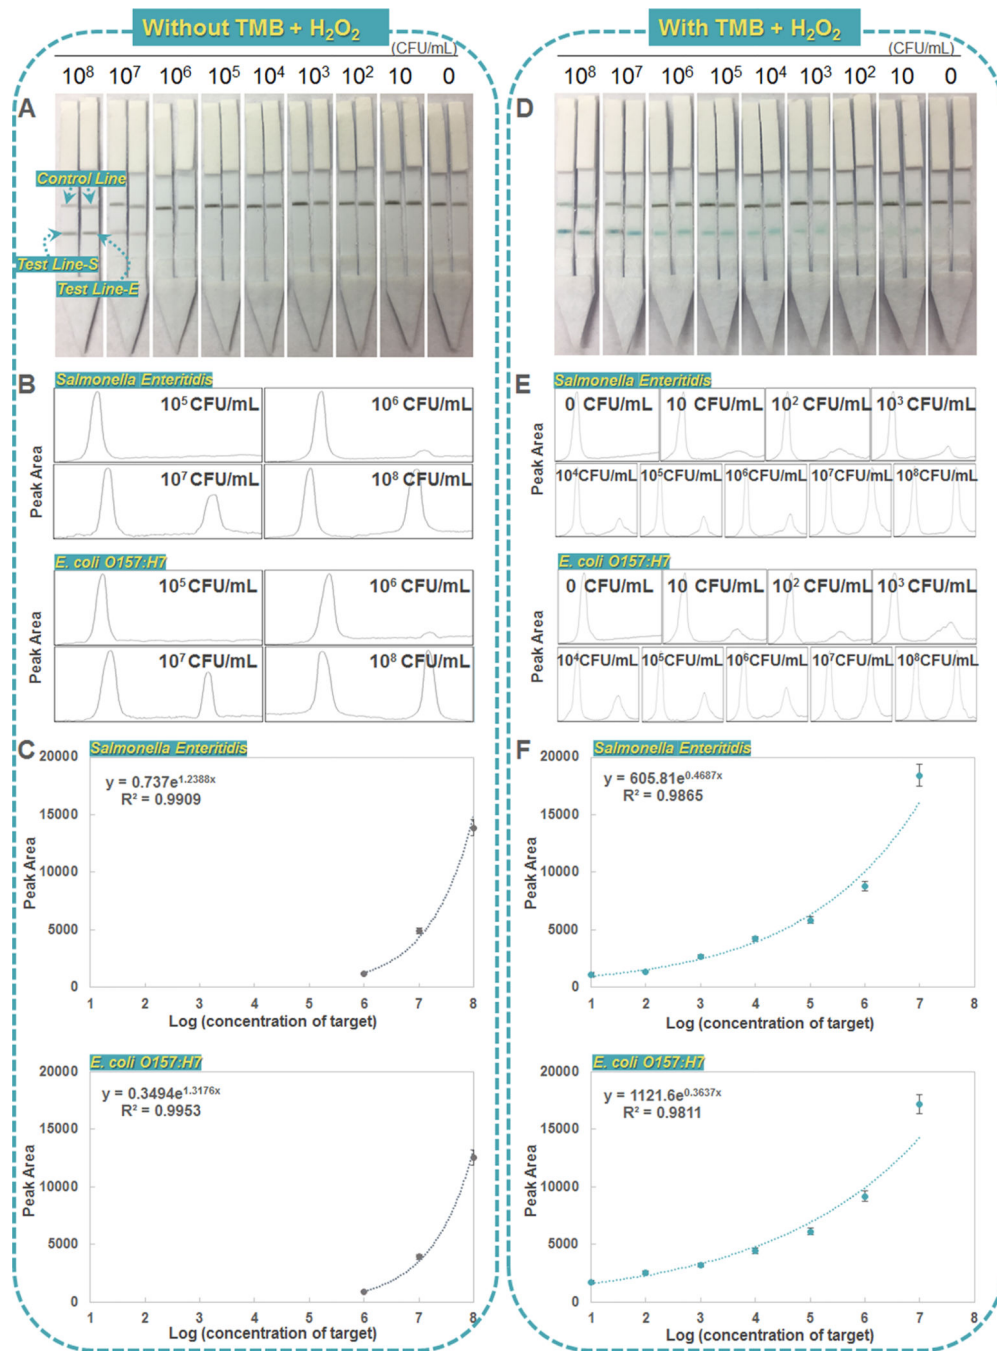 Without TMB + H₂O₂
(CFU/mL)
10⁸ 10⁷ 10⁶ 10⁵ 10⁴ 10³ 10² 10 0
A
Control Line
Test Line-S
Test Line-E
B
Salmonella Enteritidis
10⁵ CFU/mL
10⁶ CFU/mL
10⁷ CFU/mL
10⁸ CFU/mL
Peak Area
E. coli O157:H7
10⁵ CFU/mL
10⁶ CFU/mL
10⁷ CFU/mL
10⁸ CFU/mL
Peak Area
C
Salmonella Enteritidis
y = 0.737e^1.2388x
R² = 0.9909
20000
15000
10000
5000
0
Peak Area
1 2 3 4 5 6 7 8
Log (concentration of target)
E. coli O157:H7
y = 0.3494e^1.3176x
R² = 0.9953
20000
15000
10000
5000
0
Peak Area
1 2 3 4 5 6 7 8
Log (concentration of target)
With TMB + H₂O₂
(CFU/mL)
10⁸ 10⁷ 10⁶ 10⁵ 10⁴ 10³ 10² 10 0
D
E
Salmonella Enteritidis
0 CFU/mL
10 CFU/mL
10² CFU/mL
10³ CFU/mL
10⁴CFU/mL
10⁵CFU/mL
10⁶CFU/mL
10⁷CFU/mL
10⁸CFU/mL
Peak Area
E. coli O157:H7
0 CFU/mL
10 CFU/mL
10² CFU/mL
10³ CFU/mL
10⁴CFU/mL
10⁵CFU/mL
10⁶CFU/mL
10⁷CFU/mL
10⁸CFU/mL
Peak Area
F
Salmonella Enteritidis
y = 605.81e^0.4687x
R² = 0.9865
20000
15000
10000
5000
0
Peak Area
1 2 3 4 5 6 7 8
Log (concentration of target)
E. coli O157:H7
y = 1121.6e^0.3637x
R² = 0.9811
20000
15000
10000
5000
0
Peak Area
1 2 3 4 5 6 7 8
Log (concentration of target)